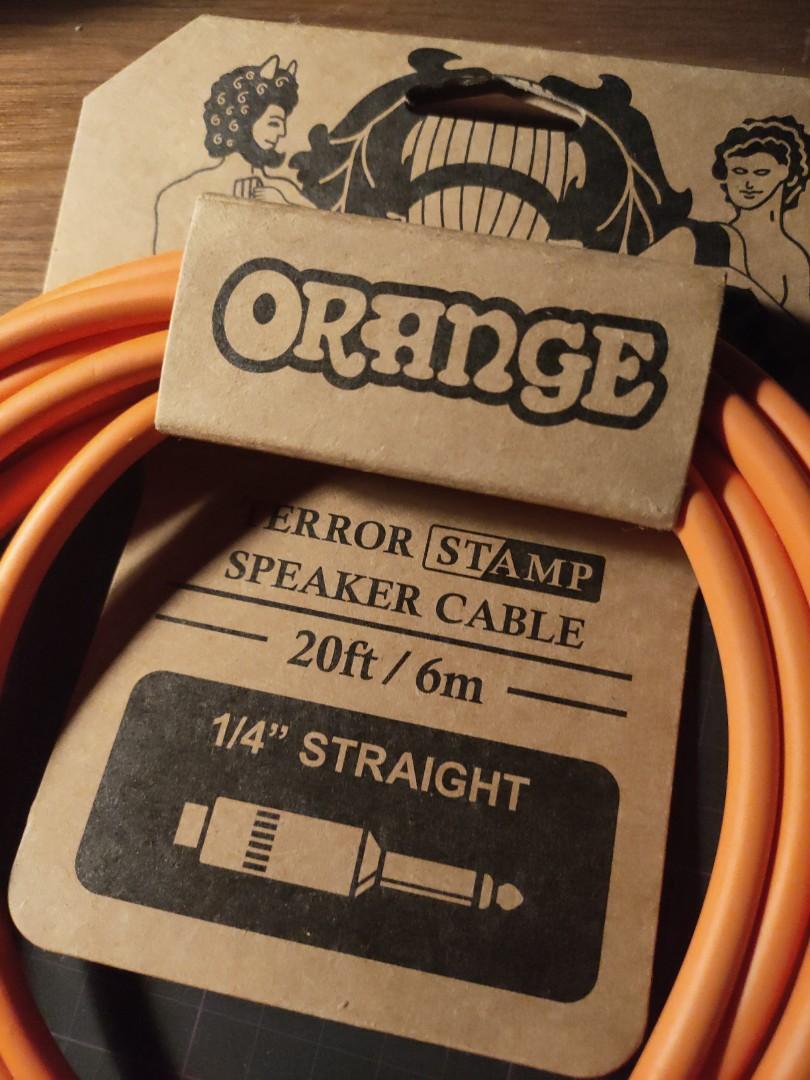 ORANGE
TERROR STAMP
SPEAKER CABLE
20ft / 6m
1/4” STRAIGHT